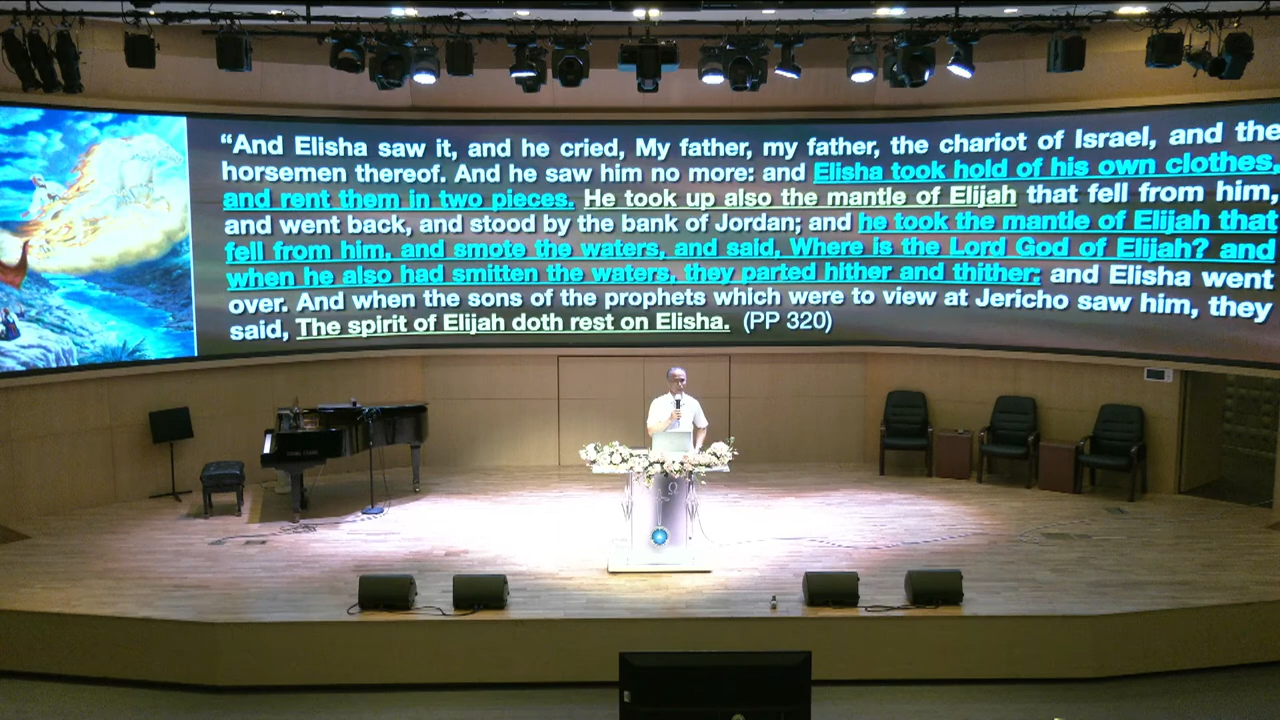 “And Elisha saw it, and he cried, My father, my father, the chariot of Israel, and the
horsemen thereof. And he saw him no more: and Elisha took hold of his own clothes,
and rent them in two pieces. He took up also the mantle of Elijah that fell from him,
and went back, and stood by the bank of Jordan; and he took the mantle of Elijah that
fell from him, and smote the waters, and said, Where is the Lord God of Elijah? and
when he also had smitten the waters, they parted hither and thither: and Elisha went
over. And when the sons of the prophets which were to view at Jericho saw him, they
said, The spirit of Elijah doth rest on Elisha. (PP 320)